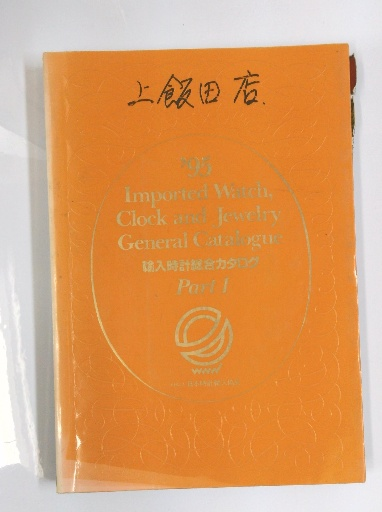 上飯田店.
'95
Imported Watch,
Clock and Jewelry
General Catalogue
輸入時計総合カタログ
Part 1